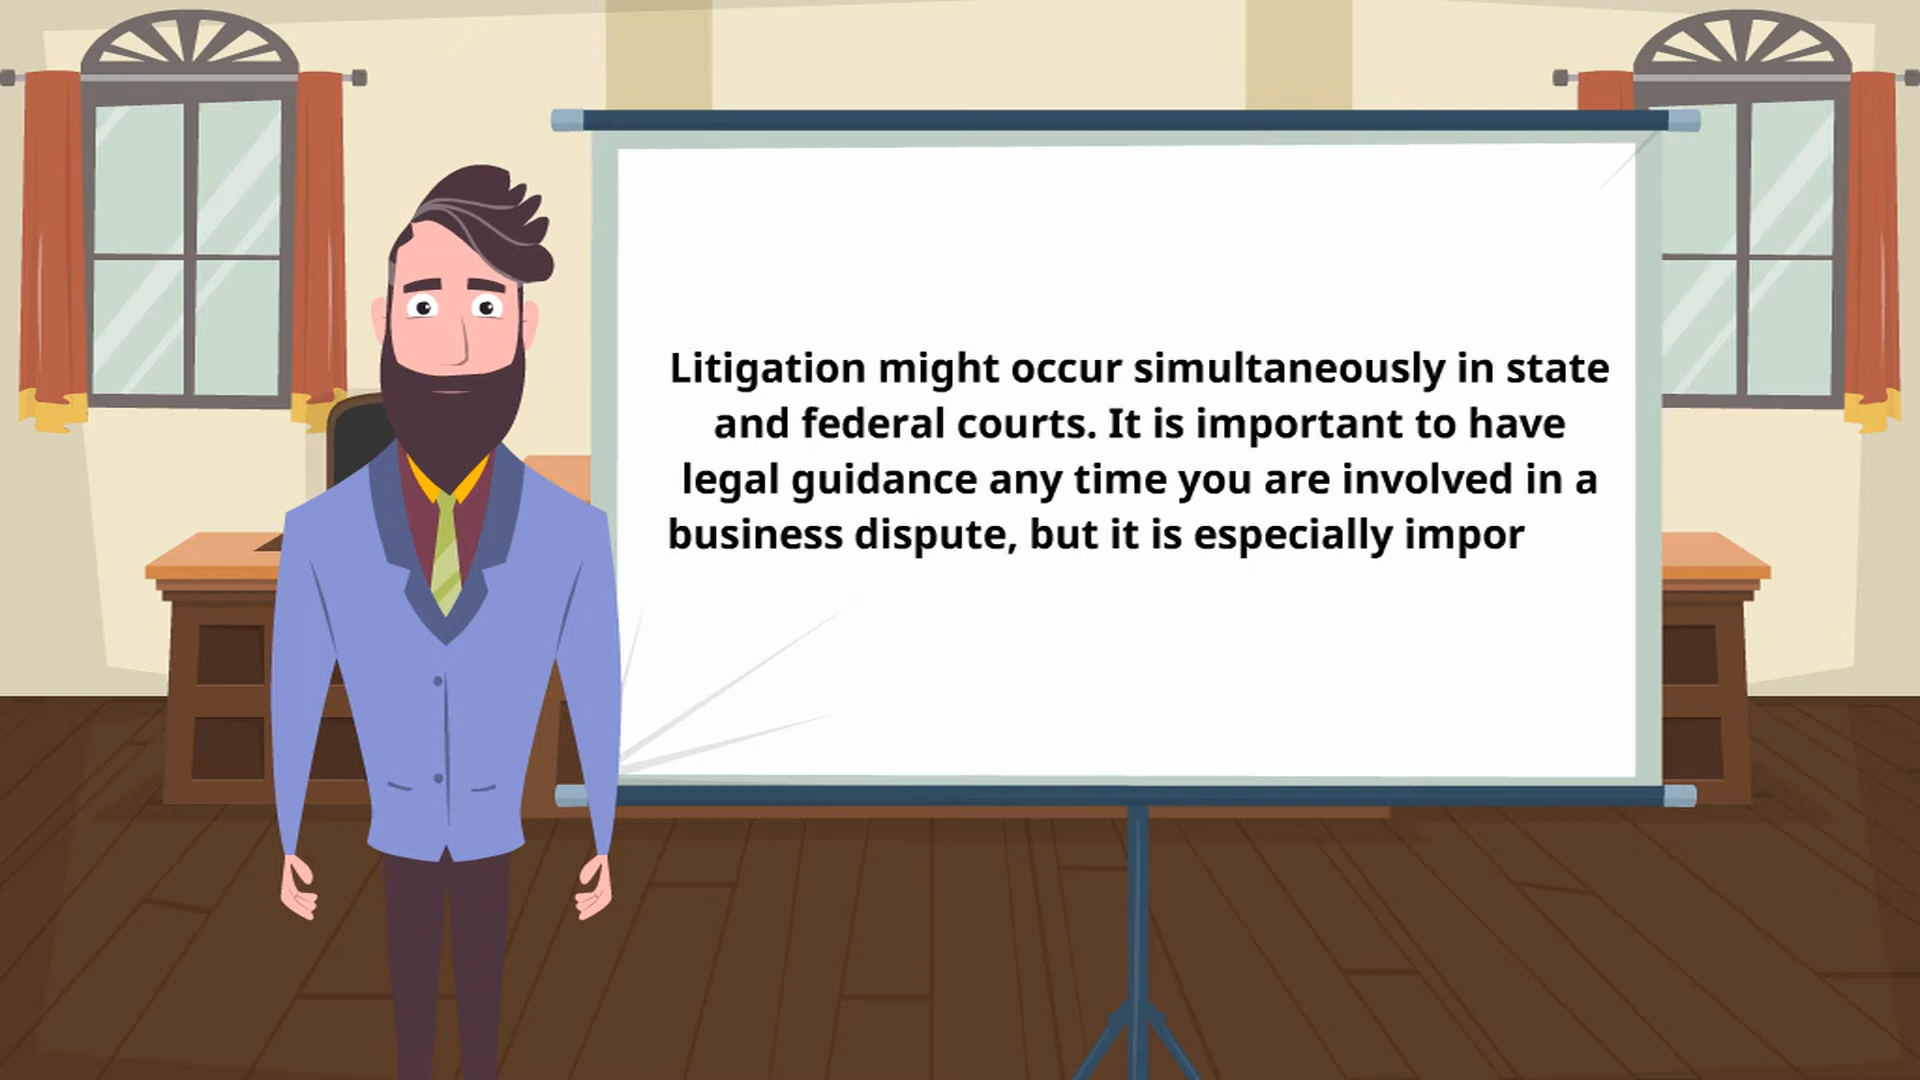 Litigation might occur simultaneously in state
and federal courts. It is important to have
legal guidance any time you are involved in a
business dispute, but it is especially impor